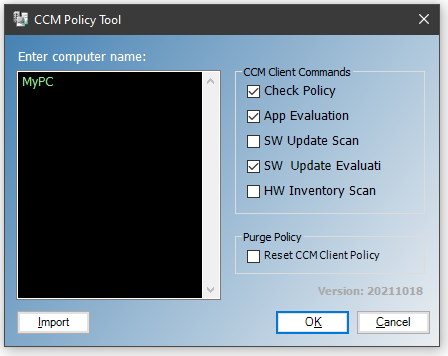 CCM Policy Tool
Enter computer name:
MyPC
CCM Client Commands
Check Policy
App Evaluation
SW Update Scan
SW  Update Evaluati
HW Inventory Scan
Purge Policy
Reset CCM Client Policy
Version: 20211018
Import
OK
Cancel